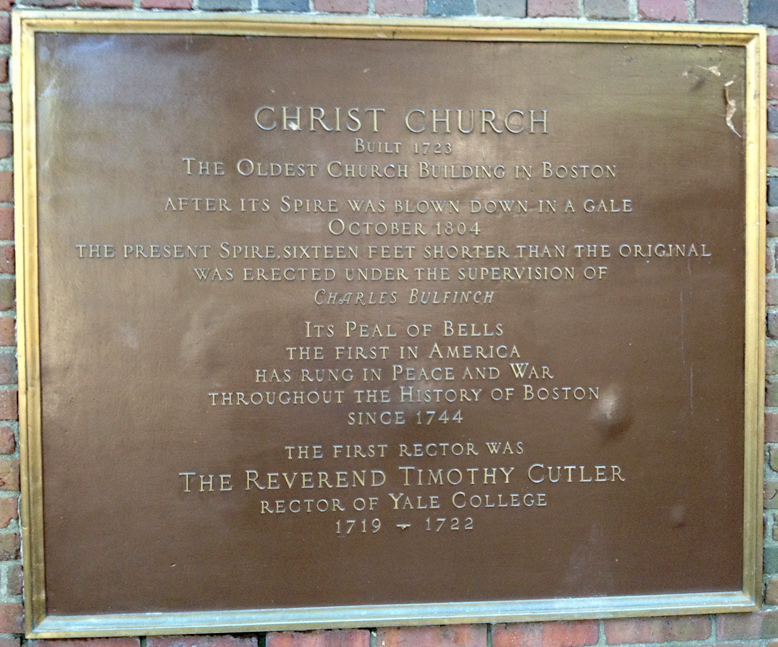 CHRIST CHURCH
BUILT 1723
THE OLDEST CHURCH BUILDING IN BOSTON
AFTER ITS SPIRE WAS BLOWN DOWN IN A GALE
OCTOBER 1804
THE PRESENT SPIRE, SIXTEEN FEET SHORTER THAN THE ORIGINAL
WAS ERECTED UNDER THE SUPERVISION OF
CHARLES BULFINCH
ITS PEAL OF BELLS
THE FIRST IN AMERICA
HAS RUNG IN PEACE AND WAR
THROUGHOUT THE HISTORY OF BOSTON
SINCE 1744
THE FIRST RECTOR WAS
THE REVEREND TIMOTHY CUTLER
RECTOR OF YALE COLLEGE
1719 – 1722